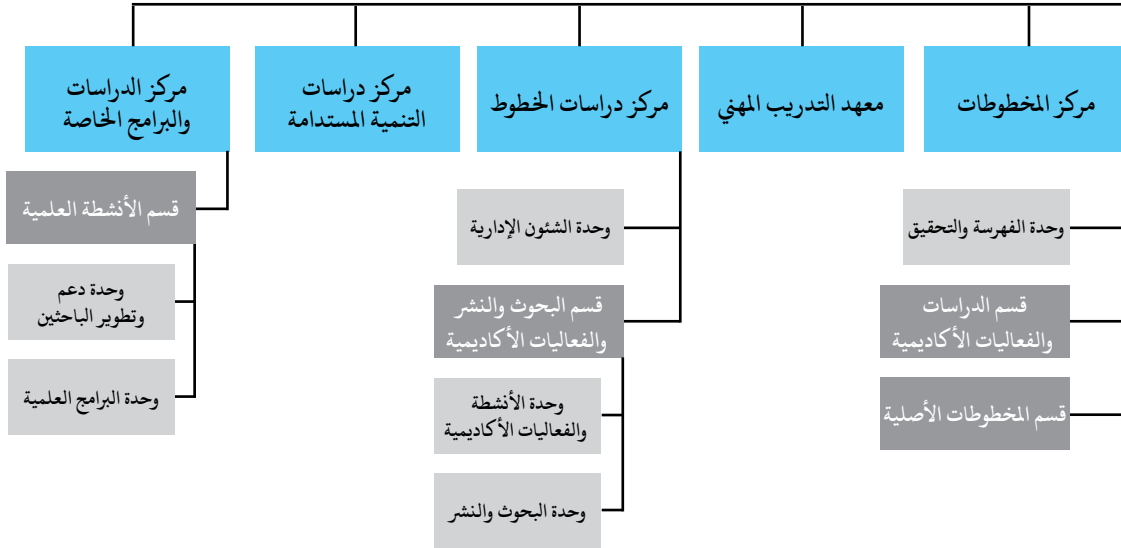 مركز المخطوطات
معهد التدريب المهني
مركز دراسات الخطوط
مركز دراسات
التنمية المستدامة
مركز الدراسات
والبرامج الخاصة
وحدة الفهرسة والتحقيق
قسم الدراسات
والفعاليات الأكاديمية
قسم المخطوطات الأصلية
وحدة الشئون الإدارية
قسم البحوث والنشر
والفعاليات الأكاديمية
وحدة الأنشطة
والفعاليات الأكاديمية
وحدة البحوث والنشر
قسم الأنشطة العلمية
وحدة دعم
وتطوير الباحثين
وحدة البرامج العلمية